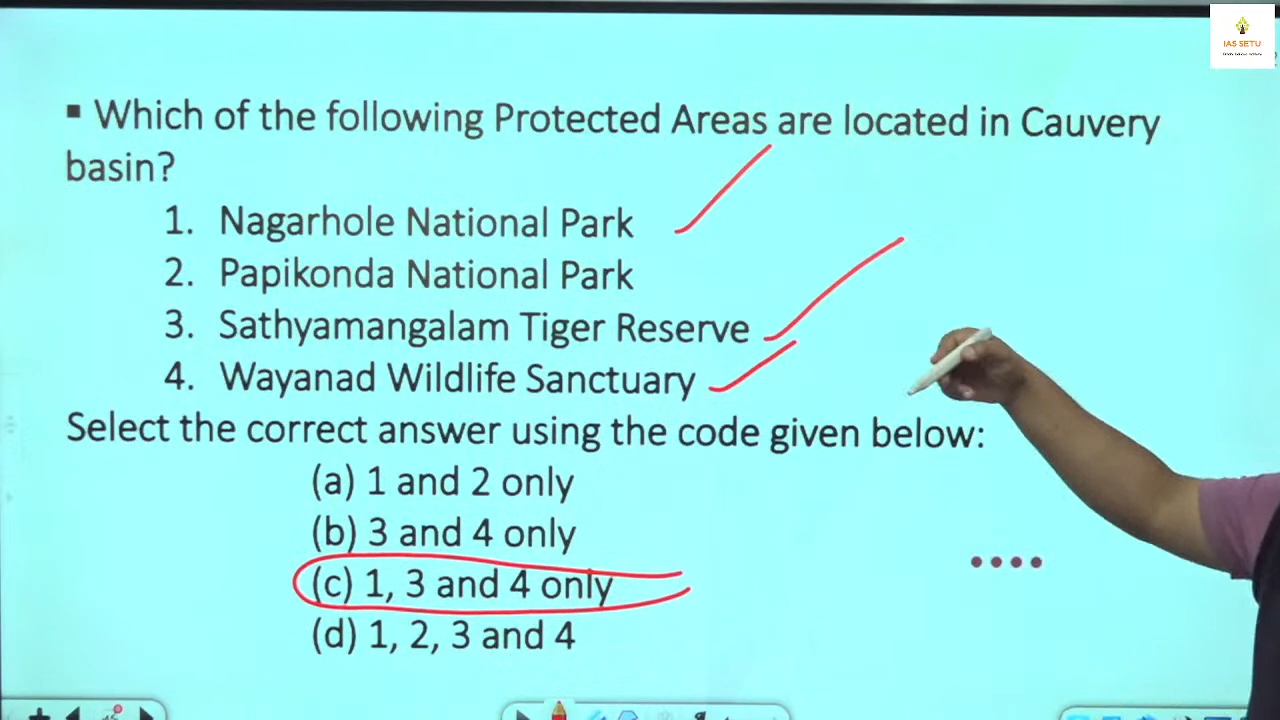 IAS SETU
▪ Which of the following Protected Areas are located in Cauvery
basin?
1. Nagarhole National Park
2. Papikonda National Park
3. Sathyamangalam Tiger Reserve
4. Wayanad Wildlife Sanctuary
Select the correct answer using the code given below:
(a) 1 and 2 only
(b) 3 and 4 only
(c) 1, 3 and 4 only
(d) 1, 2, 3 and 4